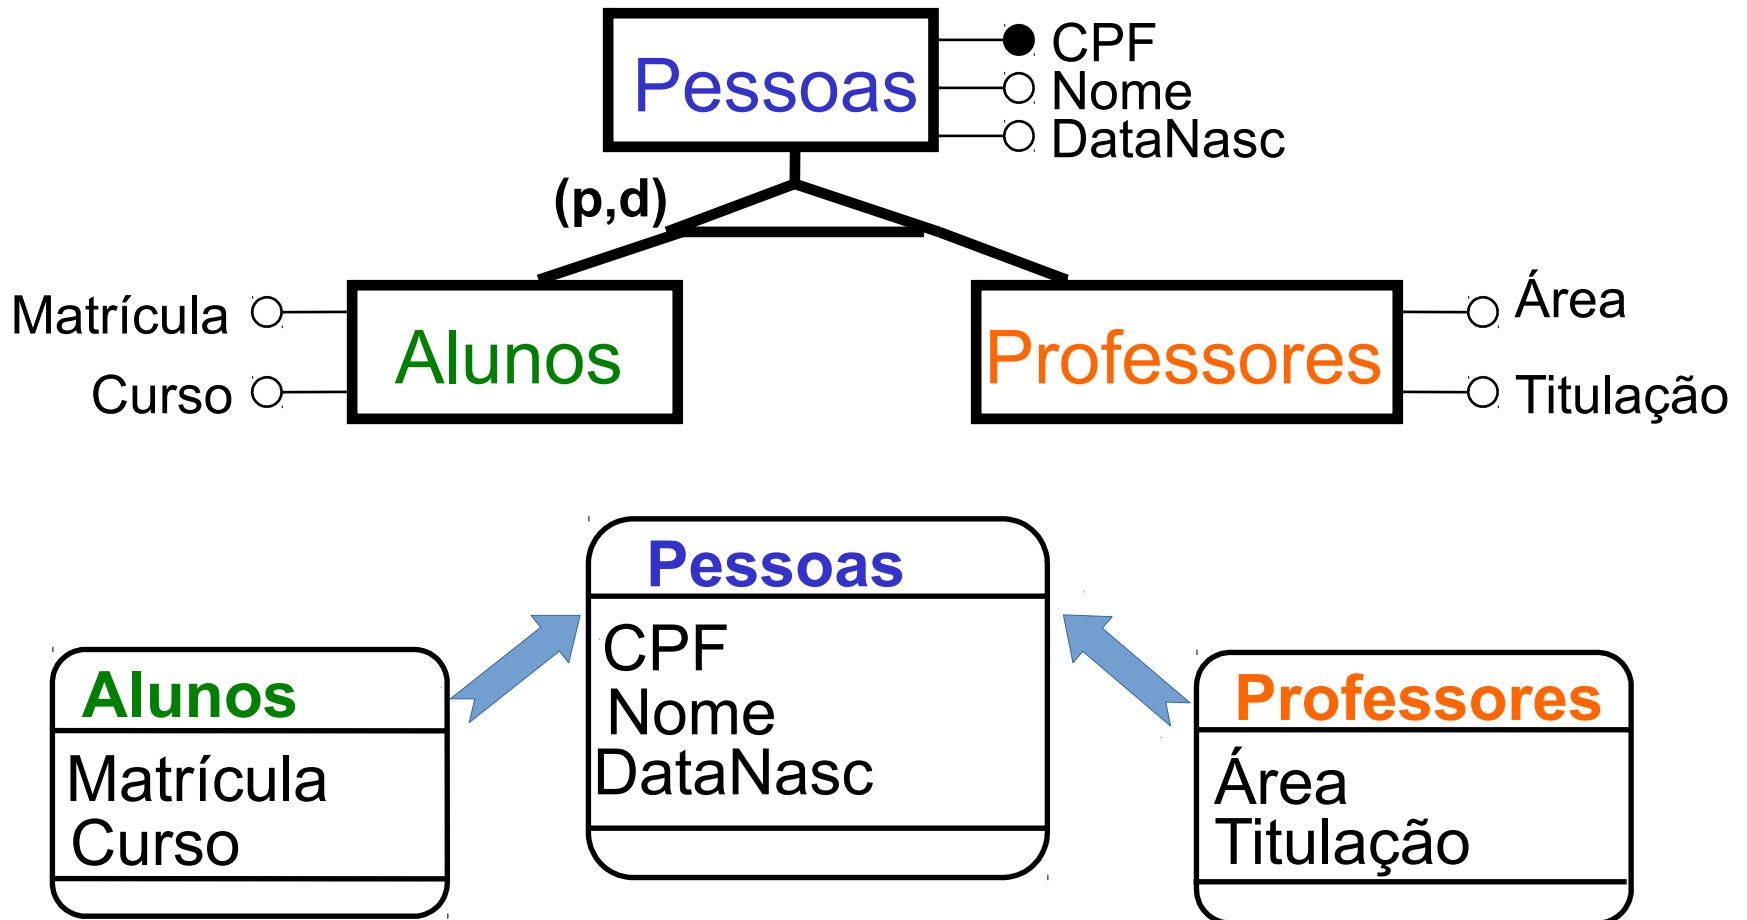 Pessoas
CPF
Nome
DataNasc
(p,d)
Matrícula
Curso
Alunos
Professores
Área
Titulação
Pessoas
CPF
Nome
DataNasc
Alunos
Matrícula
Curso
Professores
Área
Titulação